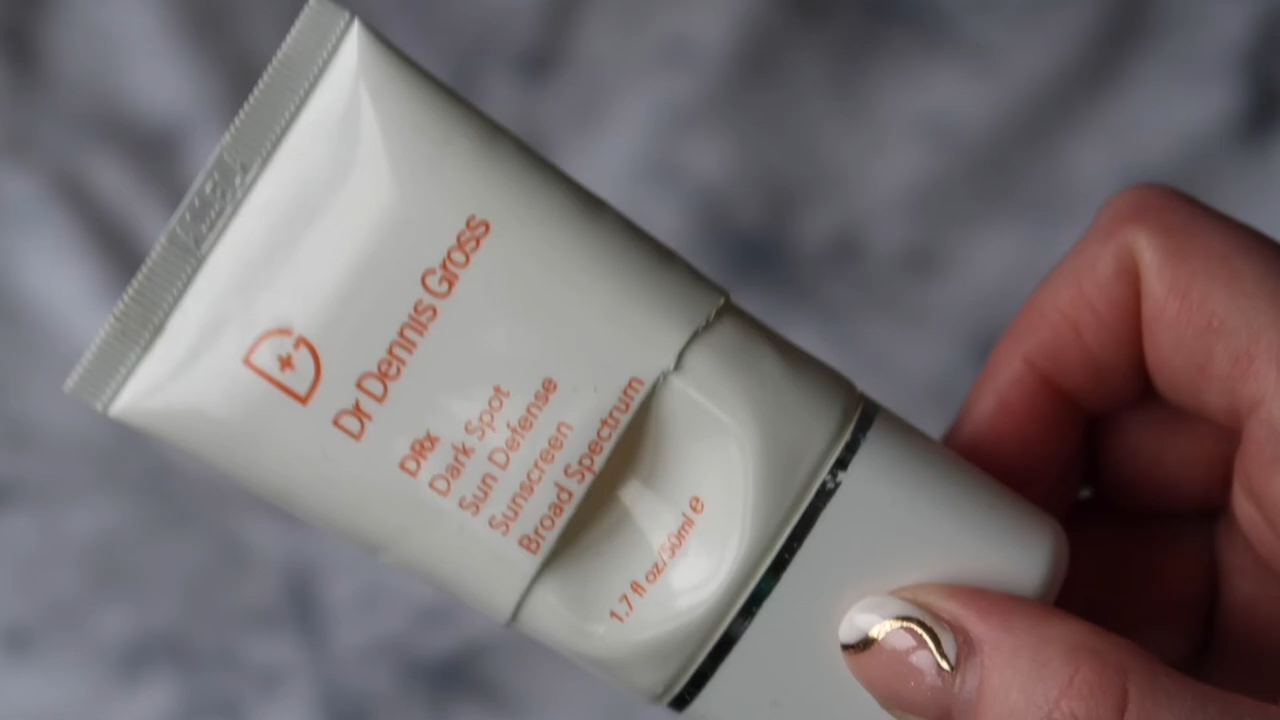 Dr Dennis Gross
DRx
Dark Spot
Sun Defense
Sunscreen
Broad Spectrum
1.7 fl oz/50ml ℮